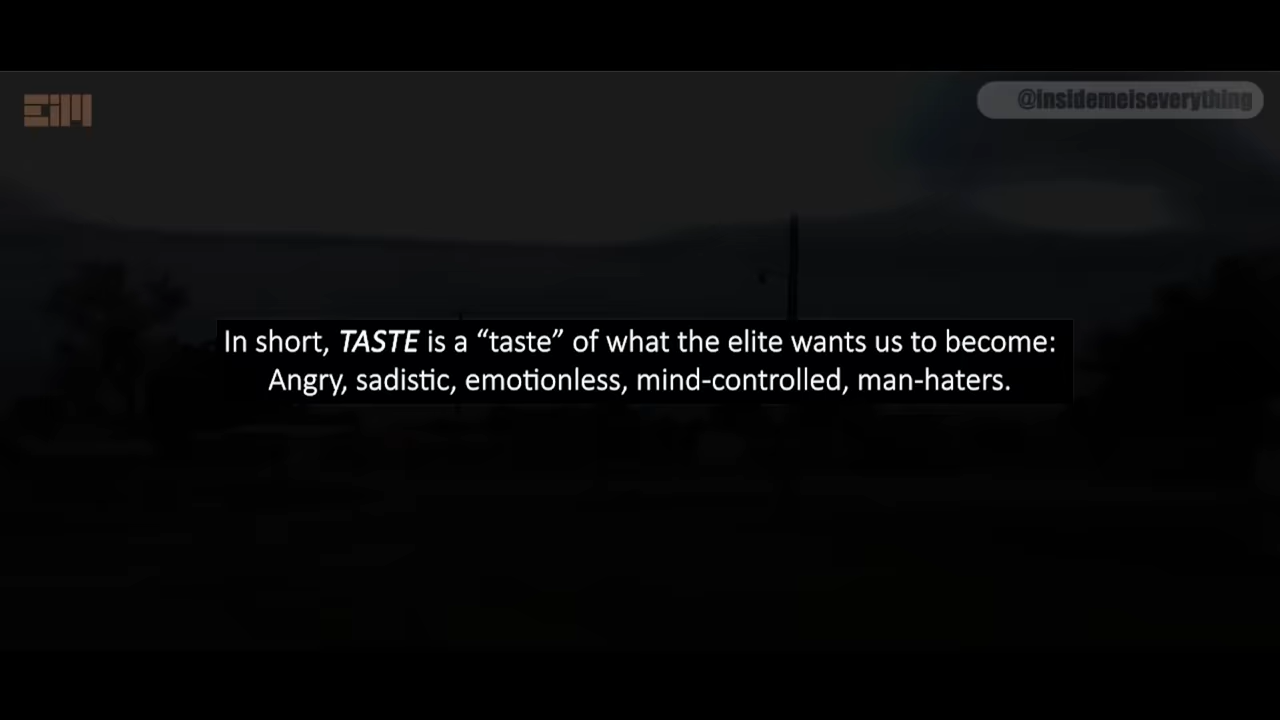 EiM
@insidemeiseverything
In short, TASTE is a “taste” of what the elite wants us to become:
Angry, sadistic, emotionless, mind-controlled, man-haters.